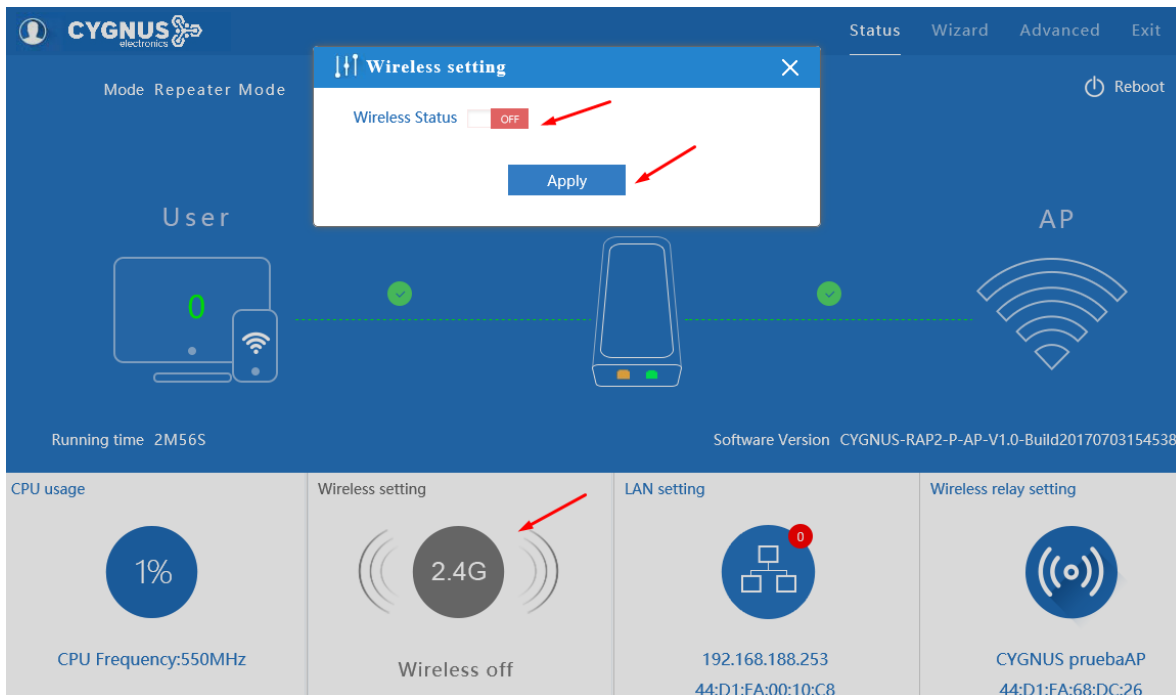 CYGNUS
electronics
Status Wizard Advanced Exit
Wireless setting
Mode Repeater Mode
Reboot
Wireless Status OFF
Apply
User
AP
0
Running time 2M56S
Software Version CYGNUS-RAP2-P-AP-V1.0-Build20170703154538
CPU usage
Wireless setting
LAN setting
Wireless relay setting
0
1%
2.4G
CPU Frequency:550MHz
Wireless off
192.168.188.253
CYGNUS pruebaAP
44:D1:FA:00:10:C8
44:D1:FA:68:DC:26